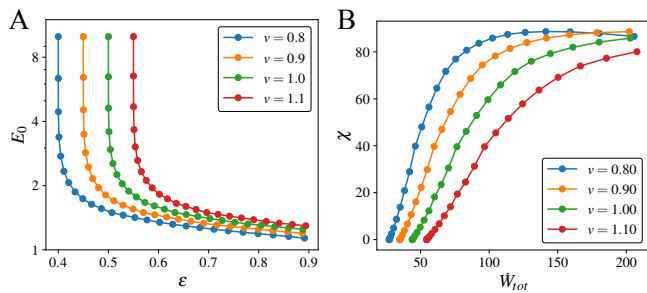 A
v = 0.8
v = 0.9
v = 1.0
v = 1.1
E₀
10
4
2
1
0.4
0.5
0.6
0.7
0.8
0.9
ε
B
χ
80
60
40
20
0
v = 0.80
v = 0.90
v = 1.00
v = 1.10
50
100
150
200
Ẇ_tot